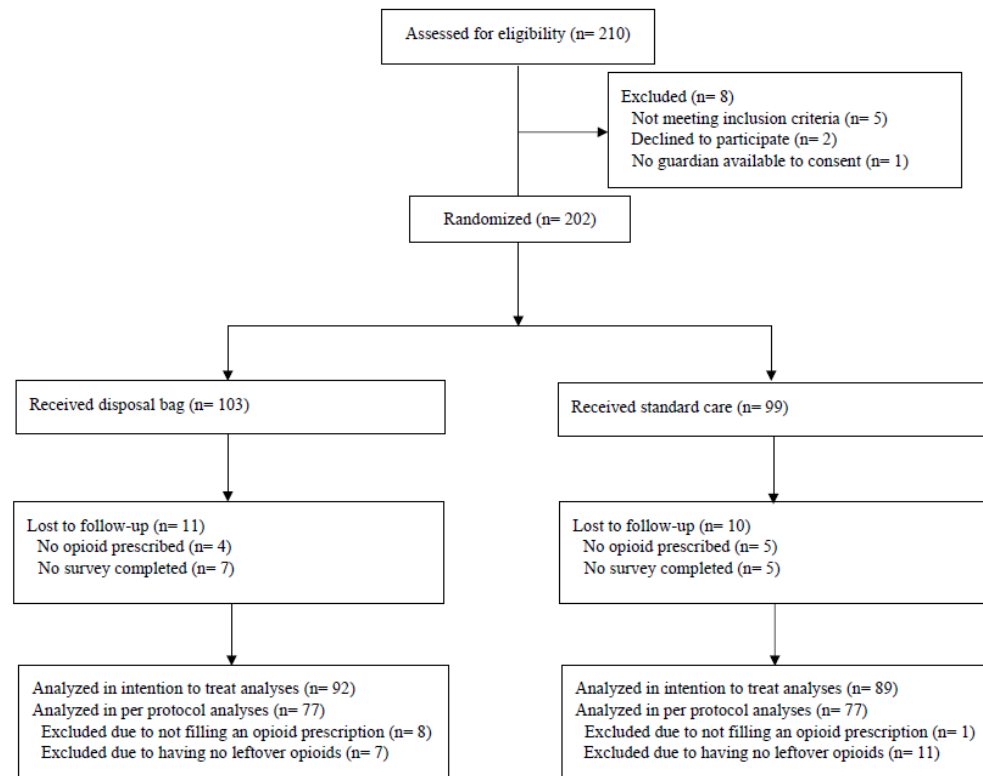 Assessed for eligibility (n= 210)
Excluded (n= 8)
Not meeting inclusion criteria (n= 5)
Declined to participate (n= 2)
No guardian available to consent (n= 1)
Randomized (n= 202)
Received disposal bag (n= 103)
Received standard care (n= 99)
Lost to follow-up (n= 11)
No opioid prescribed (n= 4)
No survey completed (n= 7)
Lost to follow-up (n= 10)
No opioid prescribed (n= 5)
No survey completed (n= 5)
Analyzed in intention to treat analyses (n= 92)
Analyzed in per protocol analyses (n= 77)
Excluded due to not filling an opioid prescription (n= 8)
Excluded due to having no leftover opioids (n= 7)
Analyzed in intention to treat analyses (n= 89)
Analyzed in per protocol analyses (n= 77)
Excluded due to not filling an opioid prescription (n= 1)
Excluded due to having no leftover opioids (n= 11)